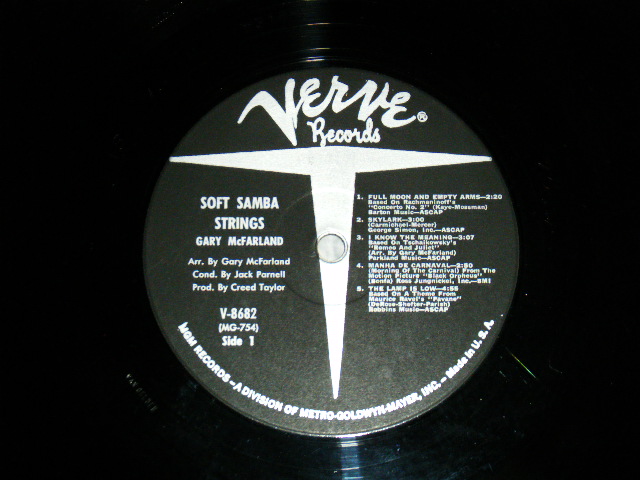 Verve®
Records
SOFT SAMBA
STRINGS
GARY McFARLAND
Arr. By Gary McFarland
Cond. By Jack Parnell
Prod. By Creed Taylor
V-8682
(MG-754)
Side 1
1. FULL MOON AND EMPTY ARMS—2:20
Based On Rachmaninoff's
"Concerto No. 2" (Kaye-Mossman)
Barton Music—ASCAP
2. SKYLARK—3:00
(Carmichael-Mercer)
George Simon, Inc.—ASCAP
3. I KNOW THE MEANING—3:07
Based On Tschaikowsky's
"Romeo And Juliet"
(Arr. By Gary McFarland)
Parkland Music—ASCAP
4. MANHA DE CARNAVAL—2:50
(Morning Of The Carnival) From The
Motion Picture "Black Orpheus"
(Bonfa) Ross Jungnickel, Inc.—BMI
5. THE LAMP IS LOW—4:58
Based On A Theme From
Maurice Ravel's "Pavane"
(DeRose-Shefter-Parish)
Robbins Music—ASCAP
MGM RECORDS—A DIVISION OF METRO-GOLDWYN-MAYER, INC.—Made in U. S. A.